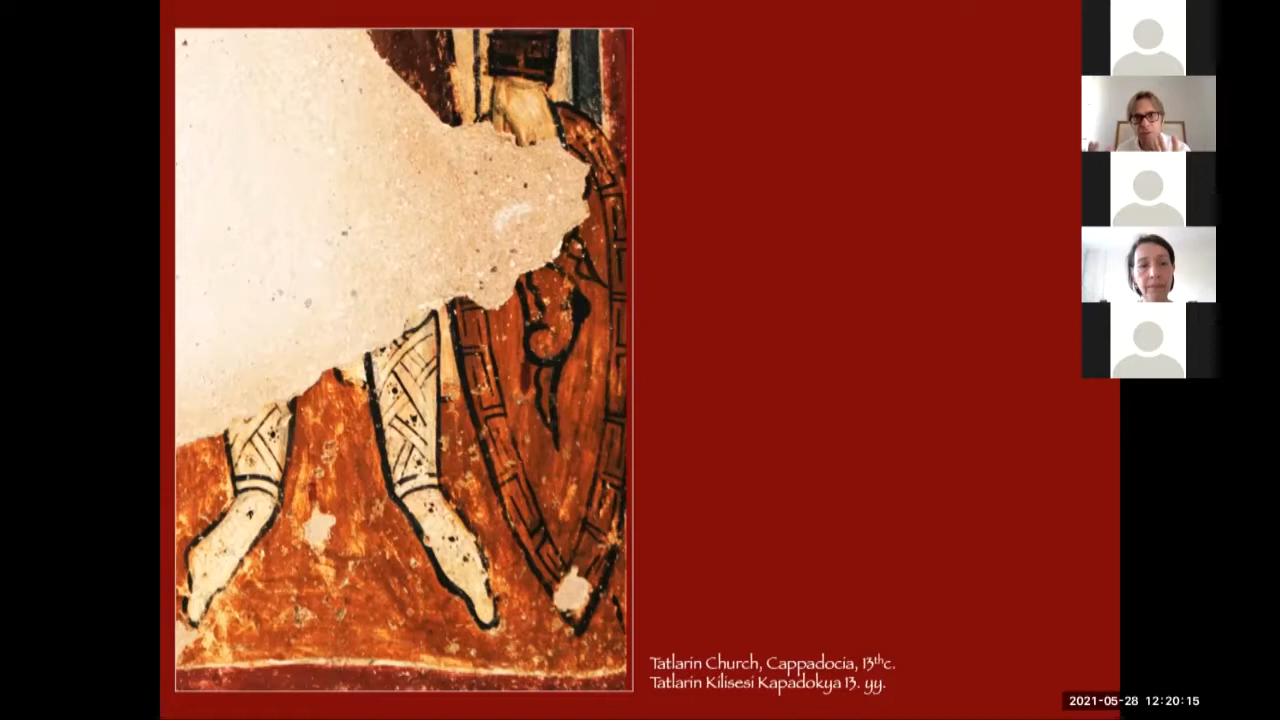 Tatlarin Church, Cappadocia, 13thc.
Tatlarin Kilisesi Kapadokya 13. yy.
2021-05-28 12:20:15